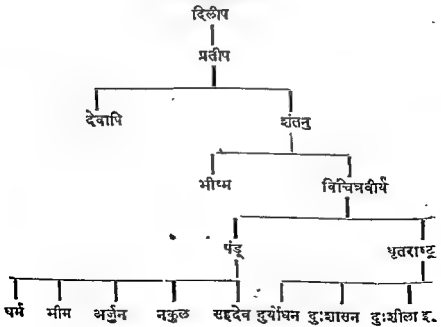 दिलीप
प्रतीप
देवापि शंतनु
भीष्म विचित्रवीर्य
पंडू धृतराष्ट्र
धर्म भीम अर्जुन नकुल सहदेव दुर्योधन दुःशासन दुःशीला इ.